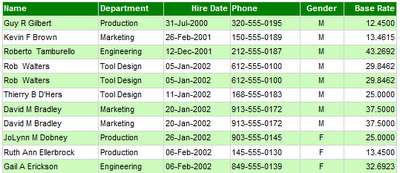 Name Department Hire Date Phone Gender Base Rate
Guy R Gilbert Production 31-Jul-2000 320-555-0195 M 12.4500
Kevin F Brown Marketing 26-Feb-2001 150-555-0189 M 13.4615
Roberto Tamburello Engineering 12-Dec-2001 212-555-0187 M 43.2692
Rob Walters Tool Design 05-Jan-2002 612-555-0100 M 29.8462
Rob Walters Tool Design 05-Jan-2002 612-555-0100 M 29.8462
Thierry B D'Hers Tool Design 11-Jan-2002 168-555-0183 M 25.0000
David M Bradley Marketing 20-Jan-2002 913-555-0172 M 37.5000
David M Bradley Marketing 20-Jan-2002 913-555-0172 M 37.5000
JoLynn M Dobney Production 26-Jan-2002 903-555-0145 F 25.0000
Ruth Ann Ellerbrock Production 06-Feb-2002 145-555-0130 F 13.4500
Gail A Erickson Engineering 06-Feb-2002 849-555-0139 F 32.6923